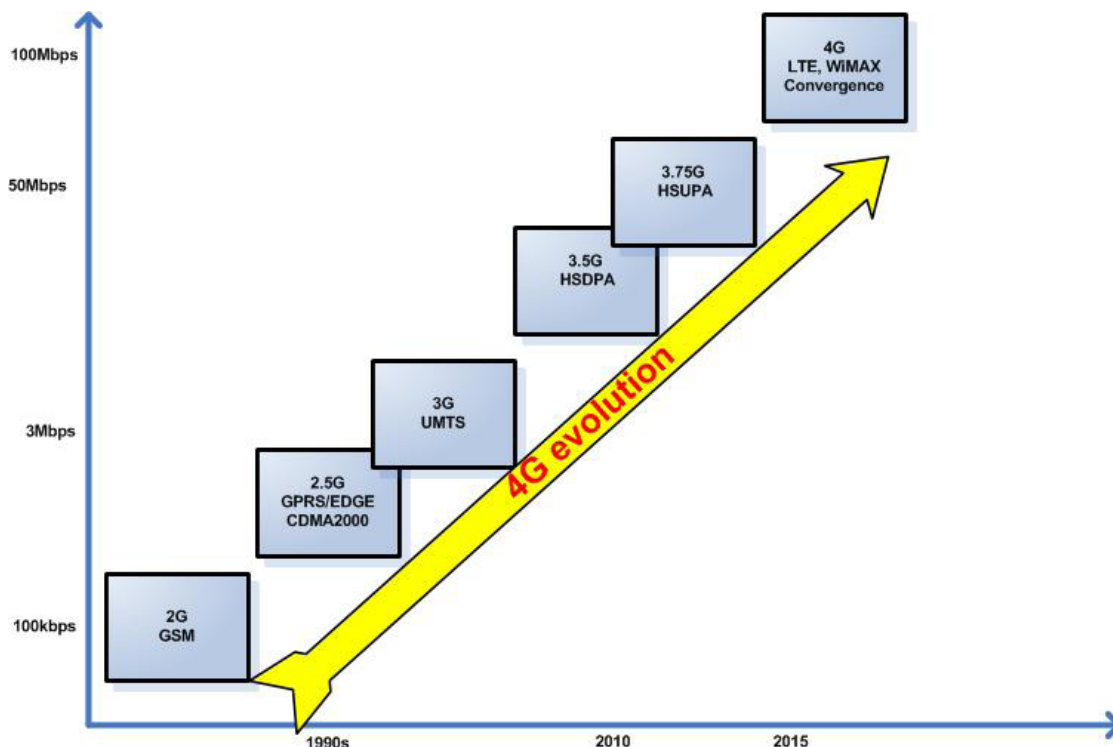 100Mbps
4G
LTE, WiMAX
Convergence
50Mbps
3.75G
HSUPA
3.5G
HSDPA
3Mbps
3G
UMTS
4G evolution
2.5G
GPRS/EDGE
CDMA2000
100kbps
2G
GSM
1990s
2010
2015